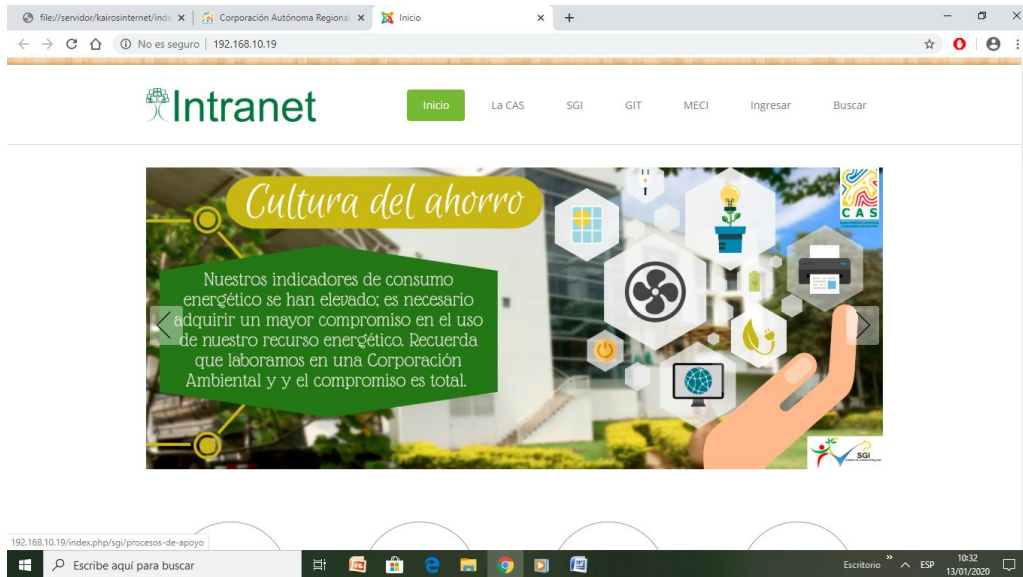 file://servidor/kairosinternet/inde
Corporación Autónoma Regional
Inicio
No es seguro | 192.168.10.19
Intranet
Inicio
La CAS
SGI
GIT
MECI
Ingresar
Buscar
Cultura del ahorro
CAS
Nuestros indicadores de consumo
energético se han elevado; es necesario
adquirir un mayor compromiso en el uso
de nuestro recurso energético. Recuerda
que laboramos en una Corporación
Ambiental y y el compromiso es total.
SGI
192.168.10.19/index.php/sgi/procesos-de-apoyo
Escribe aquí para buscar
Escritorio
ESP
10:32
13/01/2020